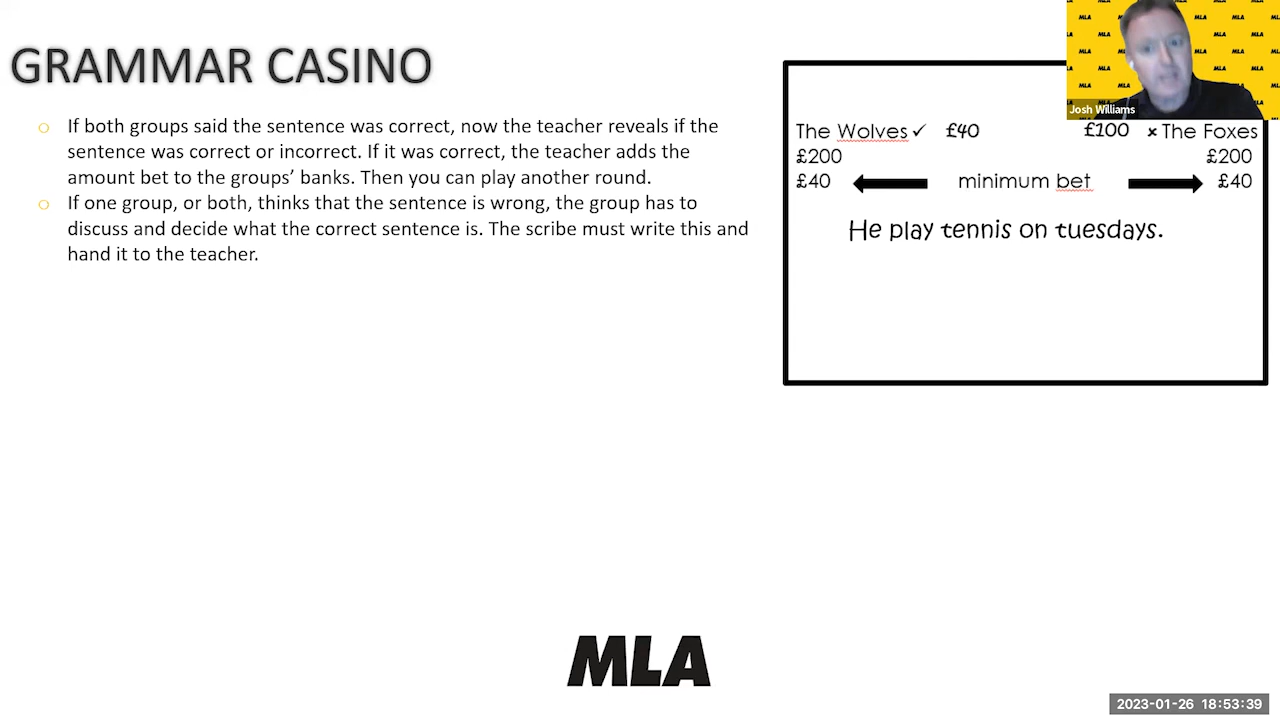 GRAMMAR CASINO
○ If both groups said the sentence was correct, now the teacher reveals if the
sentence was correct or incorrect. If it was correct, the teacher adds the
amount bet to the groups’ banks. Then you can play another round.
○ If one group, or both, thinks that the sentence is wrong, the group has to
discuss and decide what the correct sentence is. The scribe must write this and
hand it to the teacher.
The Wolves ✓ £40 £100 × The Foxes
£200 £200
£40 minimum bet £40
He play tennis on tuesdays.
MLA MLA MLA
MLA
Josh Williams
MLA
2023-01-26 18:53:39